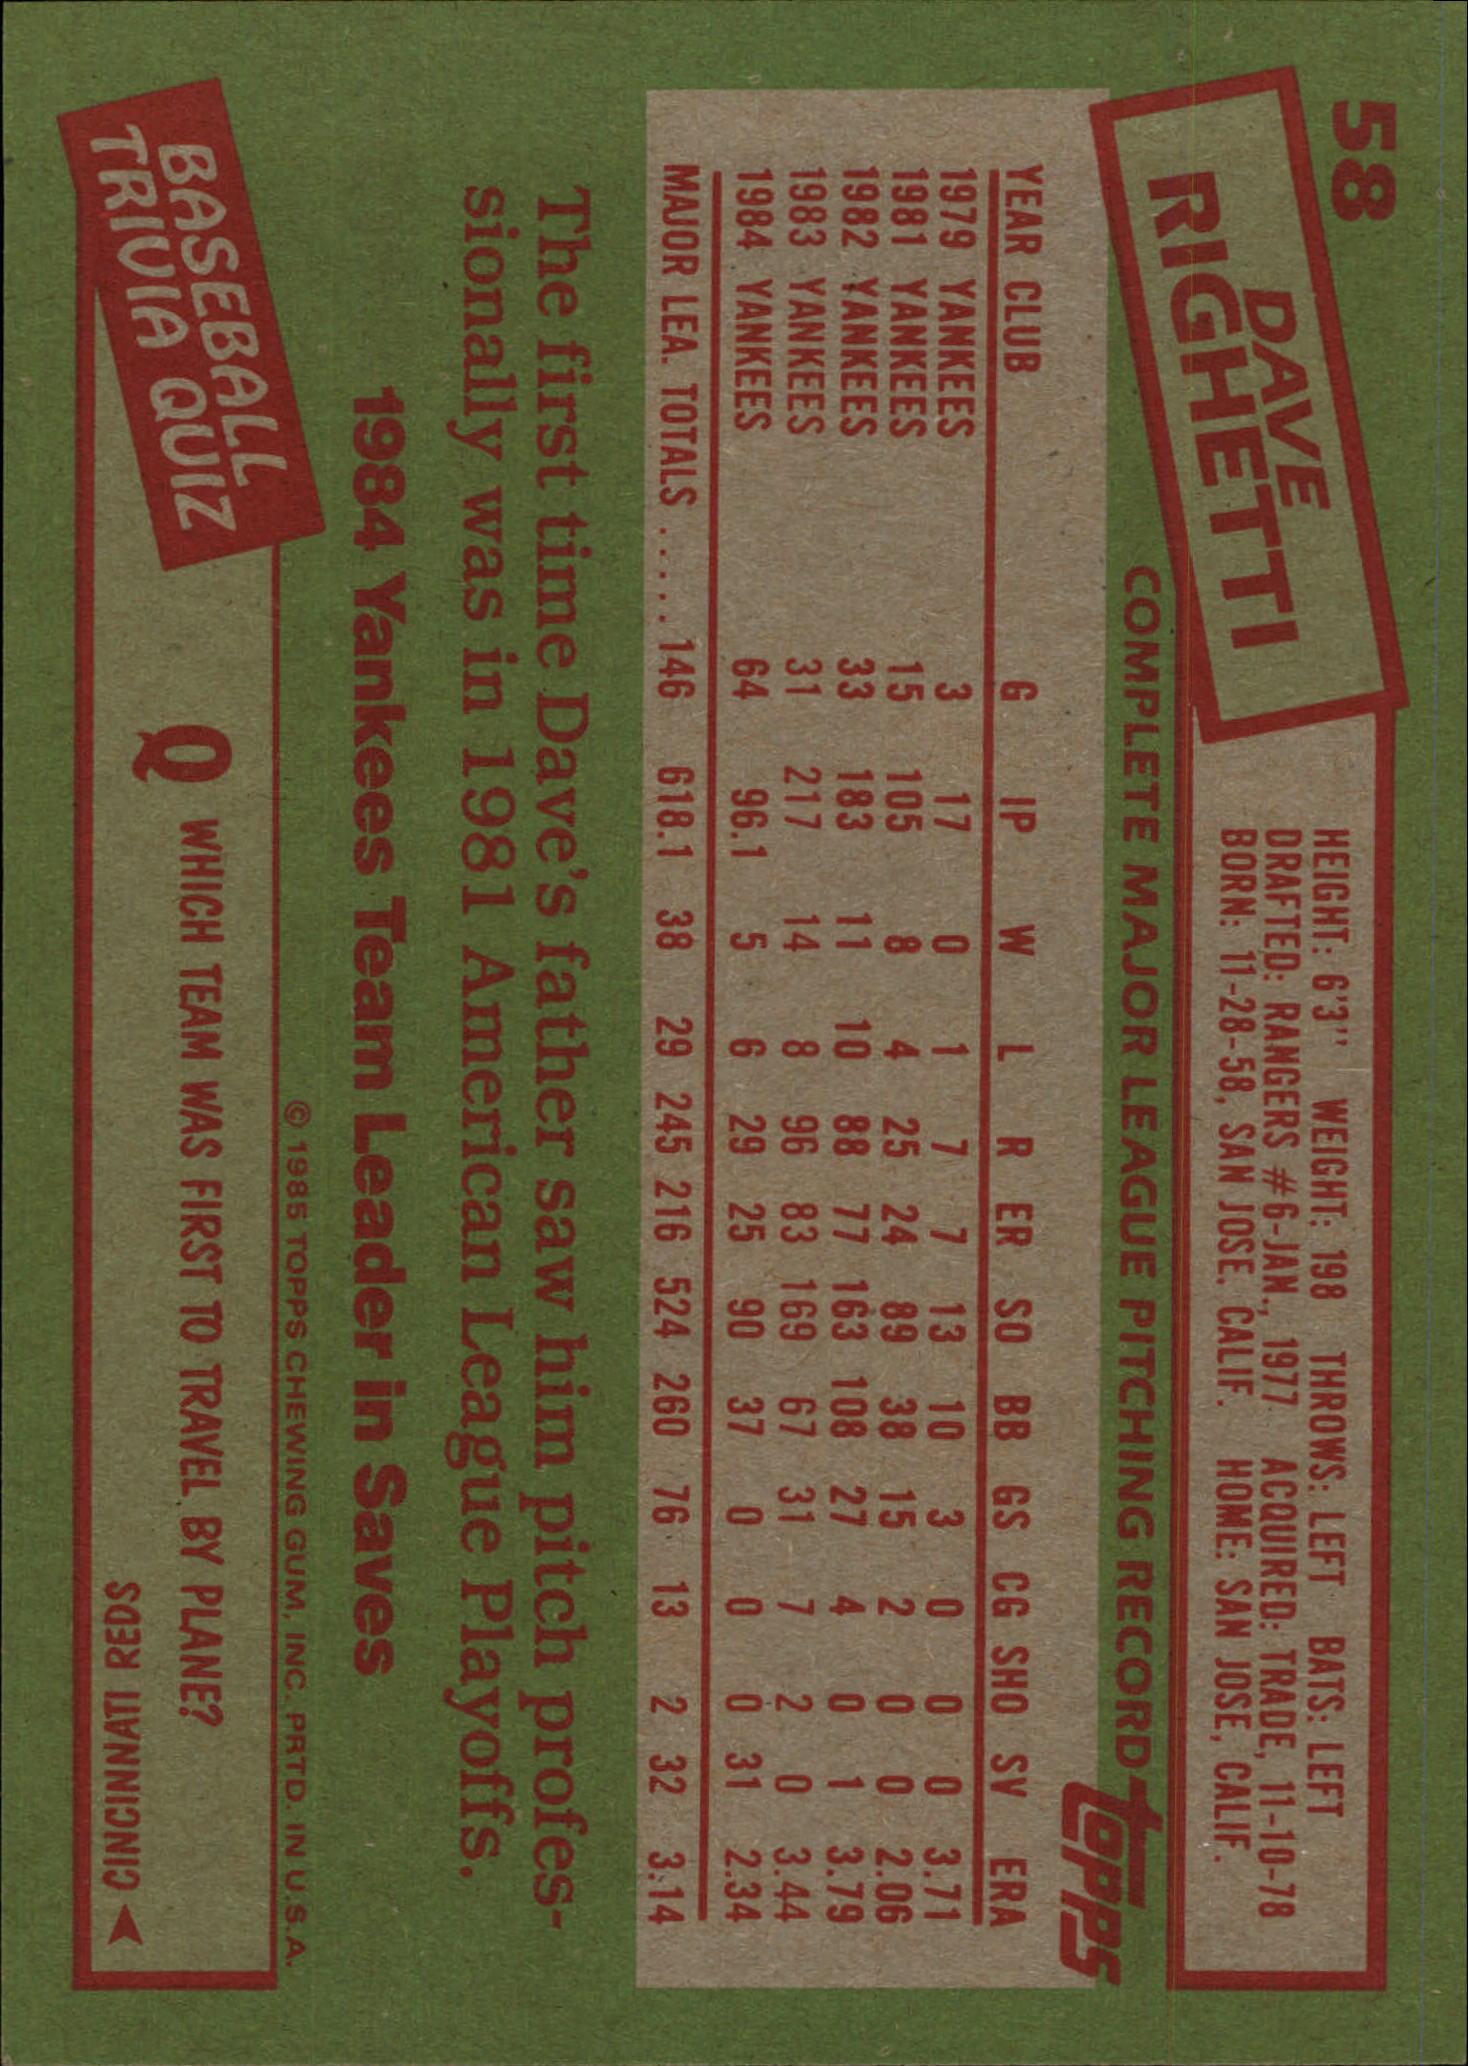 58
DAVE
RIGHETTI
HEIGHT: 6'3" WEIGHT: 198 THROWS: LEFT BATS: LEFT
DRAFTED: RANGERS #6-JAN., 1977 ACQUIRED: TRADE, 11-10-78
BORN: 11-28-58, SAN JOSE, CALIF. HOME: SAN JOSE, CALIF.
COMPLETE MAJOR LEAGUE PITCHING RECORD
topps
YEAR CLUB G IP W L R ER SO BB GS CG SHO SV ERA
1979 YANKEES 3 17 0 1 7 7 13 10 3 0 0 0 3.71
1981 YANKEES 15 105 8 4 25 24 89 38 15 2 0 0 2.06
1982 YANKEES 33 183 11 10 88 77 163 108 27 4 0 1 3.79
1983 YANKEES 31 217 14 8 96 83 169 67 31 7 2 0 3.44
1984 YANKEES 64 96.1 5 6 29 25 90 37 0 0 0 31 2.34
MAJOR LEA. TOTALS ..... 146 618.1 38 29 245 216 524 260 76 13 2 32 3.14
The first time Dave's father saw him pitch profes-
sionally was in 1981 American League Playoffs.
1984 Yankees Team Leader in Saves
© 1985 TOPPS CHEWING GUM, INC. PRTD. IN U.S.A.
BASEBALL
TRIVIA QUIZ
Q WHICH TEAM WAS FIRST TO TRAVEL BY PLANE?
CINCINNATI REDS